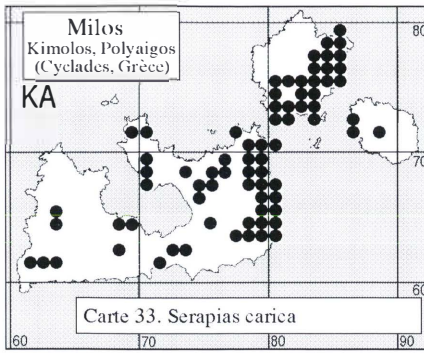 Milos
Kimolos, Polyaigos
(Cyclades, Grèce)
KA
80
70
60
Carte 33. Serapias carica
60
70
80
90